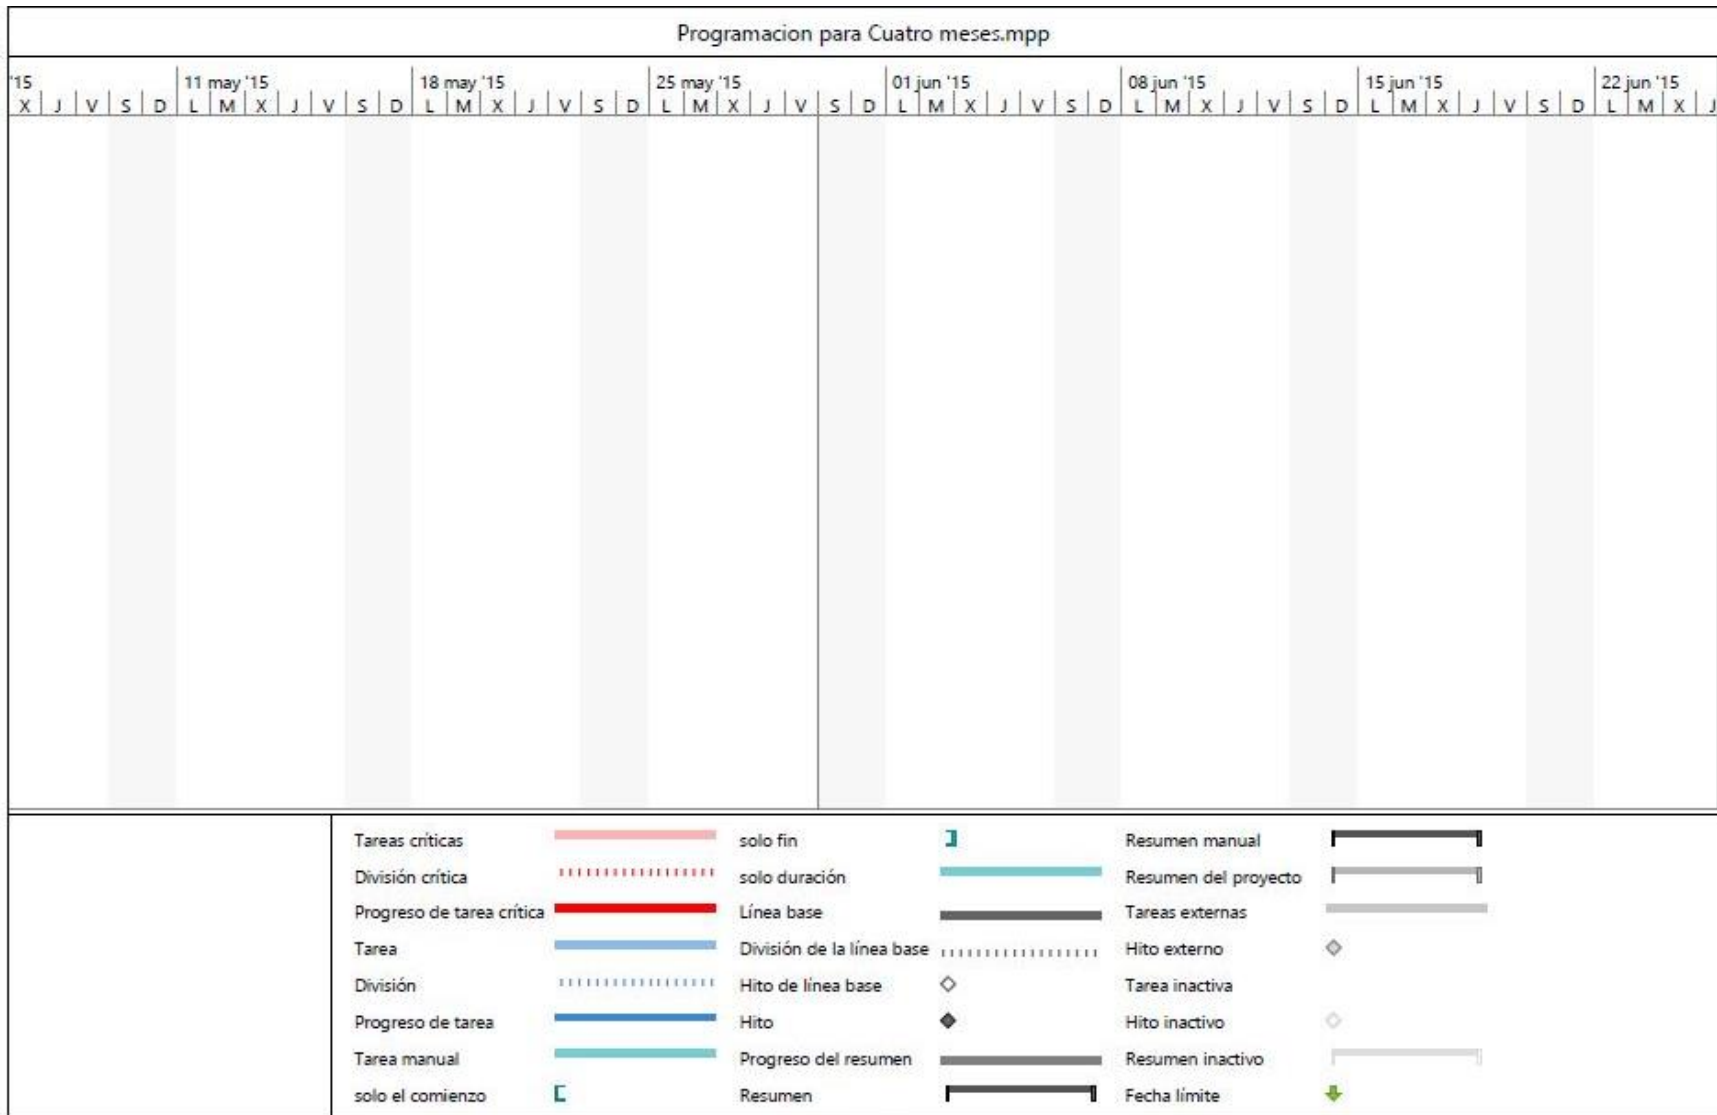 Programacion para Cuatro meses.mpp
'15 11 may '15 18 may '15 25 may '15 01 jun '15 08 jun '15 15 jun '15 22 jun '15
X J V S D L M X J V S D L M X J V S D L M X J V S D L M X J V S D L M X J V S D L M X J V S D L M X J
Tareas críticas
División crítica
Progreso de tarea crítica
Tarea
División
Progreso de tarea
Tarea manual
solo el comienzo
solo fin
solo duración
Línea base
División de la línea base
Hito de línea base
Hito
Progreso del resumen
Resumen
Resumen manual
Resumen del proyecto
Tareas externas
Hito externo
Tarea inactiva
Hito inactivo
Resumen inactivo
Fecha límite